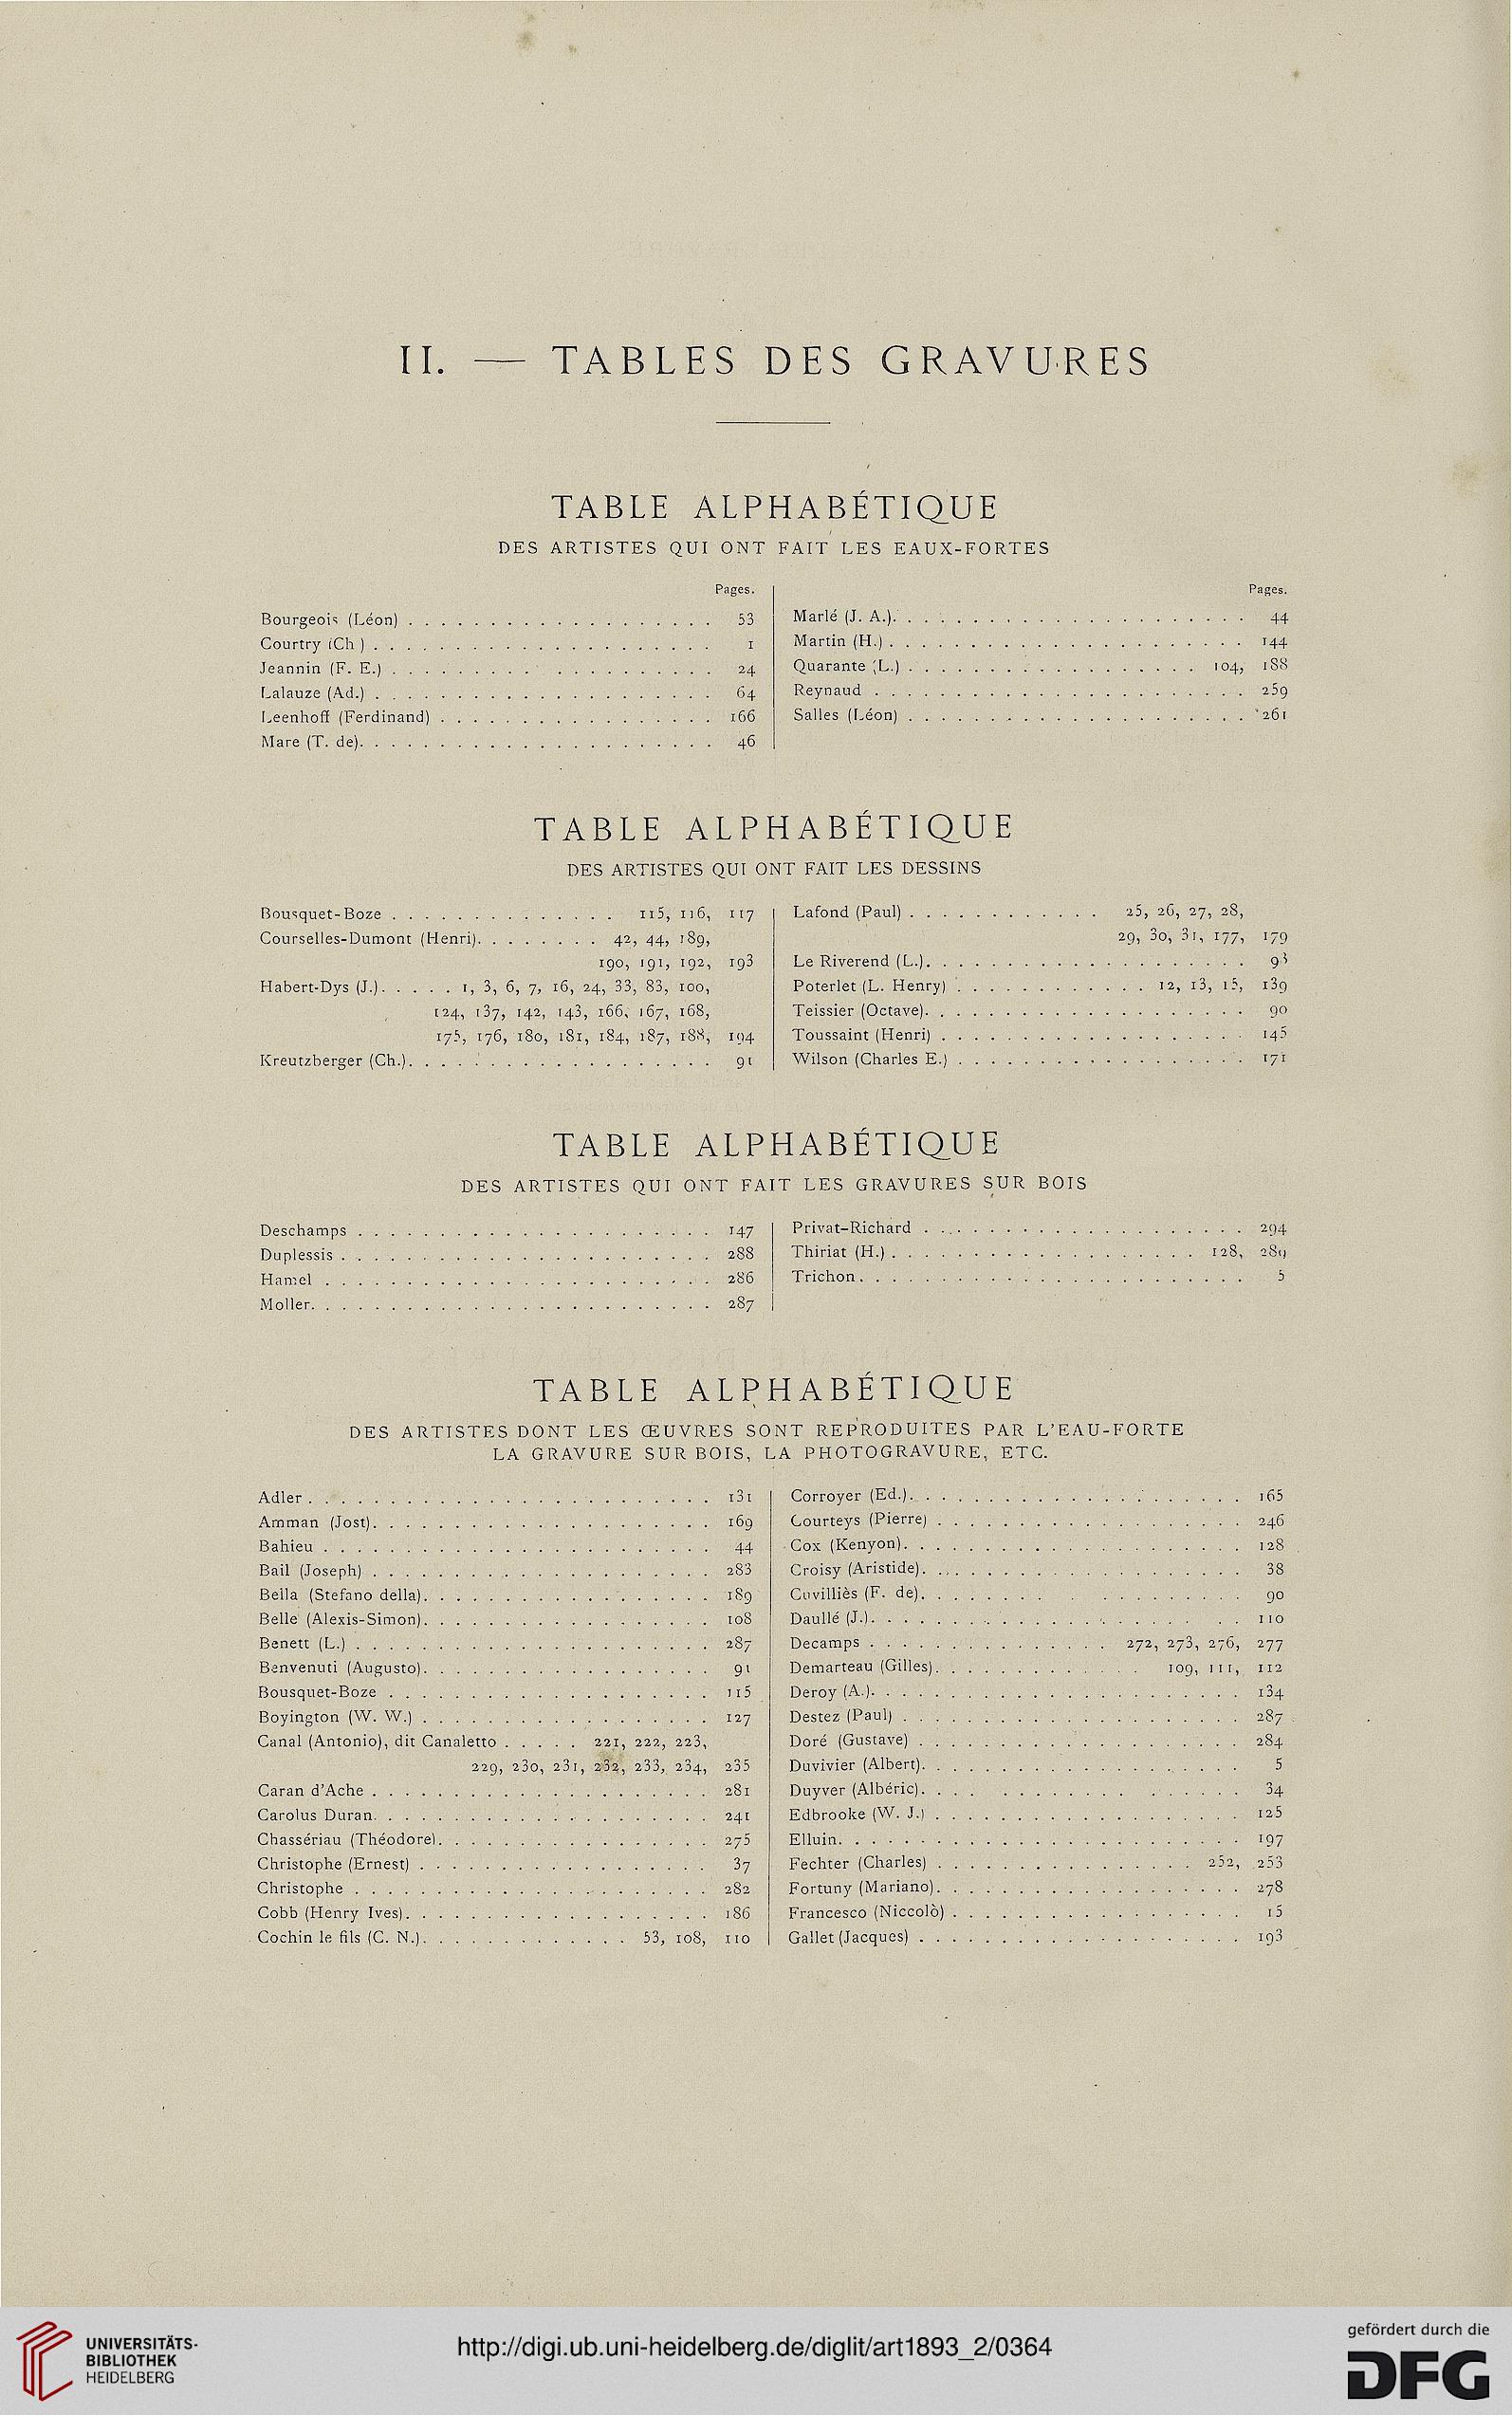 II. — TABLES DES GRAVURES
TABLE ALPHABÉTIQUE
DES ARTISTES QUI ONT FAIT LES EAUX-FORTES
Pages.
Bourgeois (Léon) . . . . . 53
Courtry (Ch ) . . . . . 1
Jeannin (F. E.) . . . . . 24
Lalauze (Ad.) . . . . . 64
Leenhoff (Ferdinand) . . . . . 166
Mare (T. de). . . . . 46
Pages.
Marlé (J. A.). . . . . 44
Martin (H.) . . . . . 144
Quarante (L.) . . . . . 104, 188
Reynaud . . . . . 259
Salles (Léon) . . . . . 261
TABLE ALPHABÉTIQUE
DES ARTISTES QUI ONT FAIT LES DESSINS
Bousquet-Boze . . . . . 115, 116, 117
Courselles-Dumont (Henri). . . . . 42, 44, 189,
190, 191, 192, 193
Habert-Dys (J.). . . . . 1, 3, 6, 7, 16, 24, 33, 83, 100,
124, 137, 142, 143, 166, 167, 168,
175, 176, 180, 181, 184, 187, 188, 194
Kreutzberger (Ch.). . . . . 91
Lafond (Paul) . . . . . 25, 26, 27, 28,
29, 30, 31, 177, 179
Le Riverend (L.). . . . . 93
Poterlet (L. Henry) . . . . . 12, 13, 15, 139
Teissier (Octave). . . . . 90
Toussaint (Henri) . . . . . 145
Wilson (Charles E.) . . . . . 171
TABLE ALPHABÉTIQUE
DES ARTISTES QUI ONT FAIT LES GRAVURES SUR BOIS
Deschamps . . . . . 147
Duplessis . . . . . 288
Hamel . . . . . 286
Moller. . . . . 287
Privat-Richard . . . . . 294
Thiriat (H.) . . . . . 128, 289
Trichon. . . . . 5
TABLE ALPHABÉTIQUE
DES ARTISTES DONT LES ŒUVRES SONT REPRODUITES PAR L'EAU-FORTE
LA GRAVURE SUR BOIS, LA PHOTOGRAVURE, ETC.
Adler . . . . . 131
Amman (Jost). . . . . 169
Bahieu . . . . . 44
Bail (Joseph) . . . . . 283
Bella (Stefano della). . . . . 189
Belle (Alexis-Simon). . . . . 108
Benett (L.) . . . . . 287
Benvenuti (Augusto). . . . . 91
Bousquet-Boze . . . . . 115
Boyington (W. W.) . . . . . 127
Canal (Antonio), dit Canaletto . . . . . 221, 222, 223,
229, 230, 231, 232, 233, 234, 235
Caran d'Ache . . . . . 281
Carolus Duran. . . . . 241
Chassériau (Théodore). . . . . 275
Christophe (Ernest) . . . . . 37
Christophe . . . . . 282
Cobb (Henry Ives). . . . . 186
Cochin le fils (C. N.). . . . . 53, 108, 110
Corroyer (Ed.). . . . . 165
Courteys (Pierre) . . . . . 246
Cox (Kenyon). . . . . 128
Croisy (Aristide). . . . . 38
Cuvilliès (F. de). . . . . 90
Daullé (J.). . . . . 110
Decamps . . . . . 272, 273, 276, 277
Demarteau (Gilles). . . . . 109, 111, 112
Deroy (A.). . . . . 134
Destez (Paul) . . . . . 287
Doré (Gustave) . . . . . 284
Duvivier (Albert). . . . . 5
Duyver (Albéric). . . . . 34
Edbrooke (W. J.) . . . . . 125
Elluin. . . . . 197
Fechter (Charles) . . . . . 252, 253
Fortuny (Mariano). . . . . 278
Francesco (Niccolò) . . . . . 15
Gallet (Jacques) . . . . . 193
UNIVERSITÄTS-
BIBLIOTHEK
HEIDELBERG
http://digi.ub.uni-heidelberg.de/diglit/art1893_2/0364
gefördert durch die
DFG